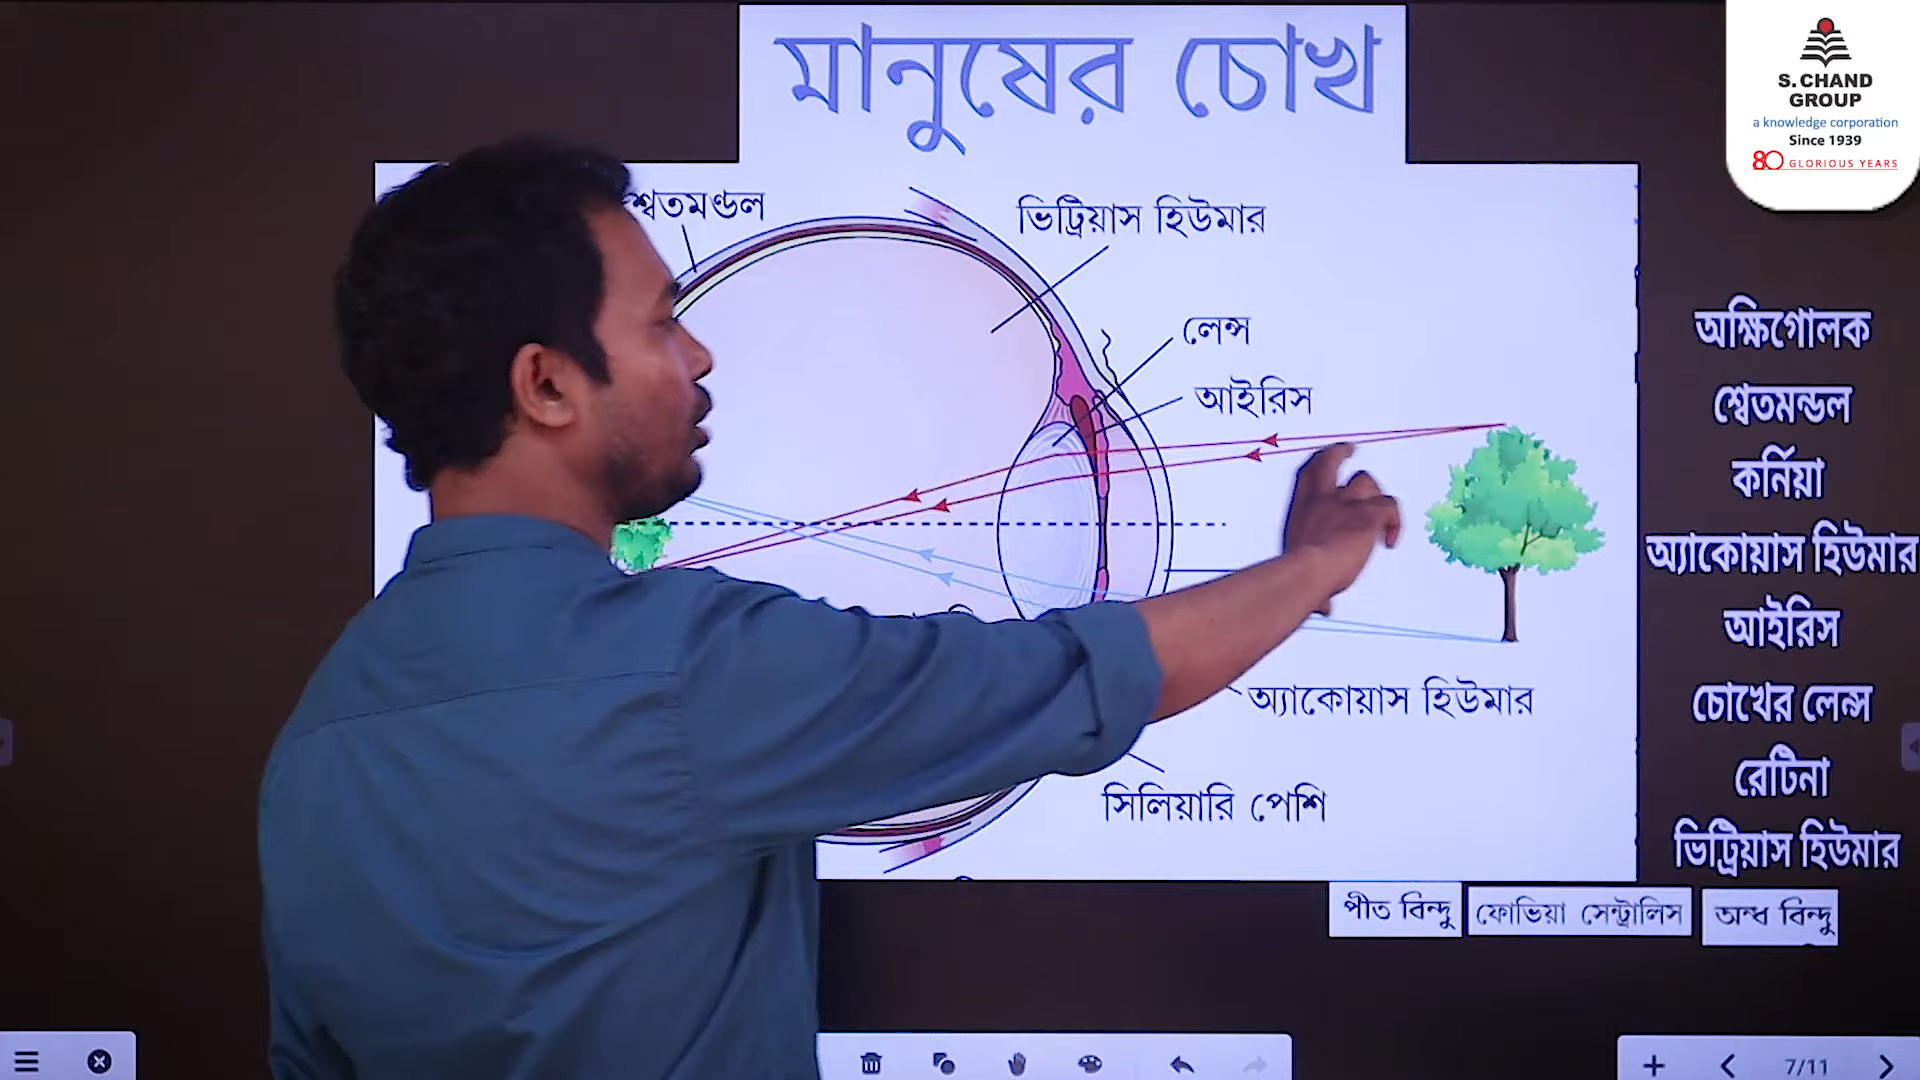 মানুষের চোখ
S. CHAND
GROUP
a knowledge corporation
Since 1939
80 GLORIOUS YEARS
শ্বেতমণ্ডল
ভিট্রিয়াস হিউমার
লেন্স
আইরিস
অ্যাকোয়াস হিউমার
সিলিয়ারি পেশি
অক্ষিগোলক
শ্বেতমন্ডল
কর্নিয়া
অ্যাকোয়াস হিউমার
আইরিস
চোখের লেন্স
রেটিনা
ভিট্রিয়াস হিউমার
পীত বিন্দু
ফোভিয়া সেন্ট্রালিস
অন্ধ বিন্দু
7/11